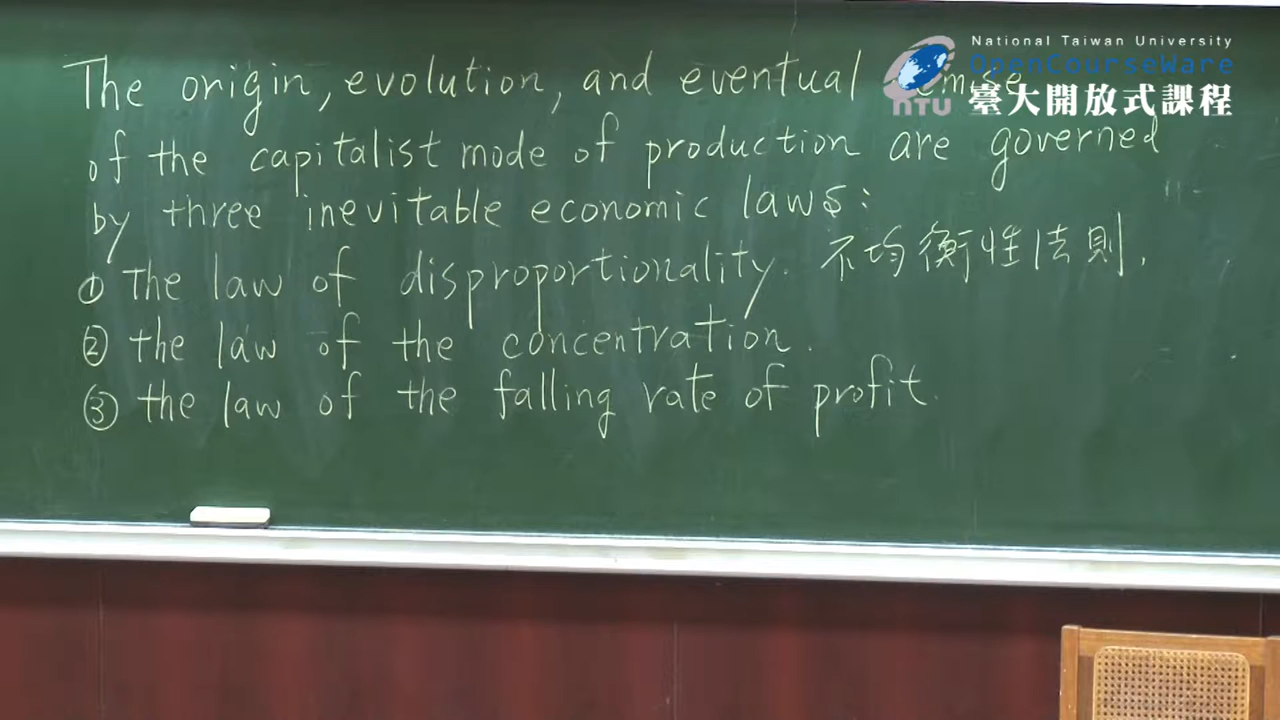 National Taiwan University
OpenCourseWare
NTU 臺大開放式課程
The origin, evolution, and eventual
of the capitalist mode of production are governed
by three inevitable economic laws:
① The law of disproportionality. 不均衡性法則.
② the law of the concentration.
③ the law of the falling rate of profit.